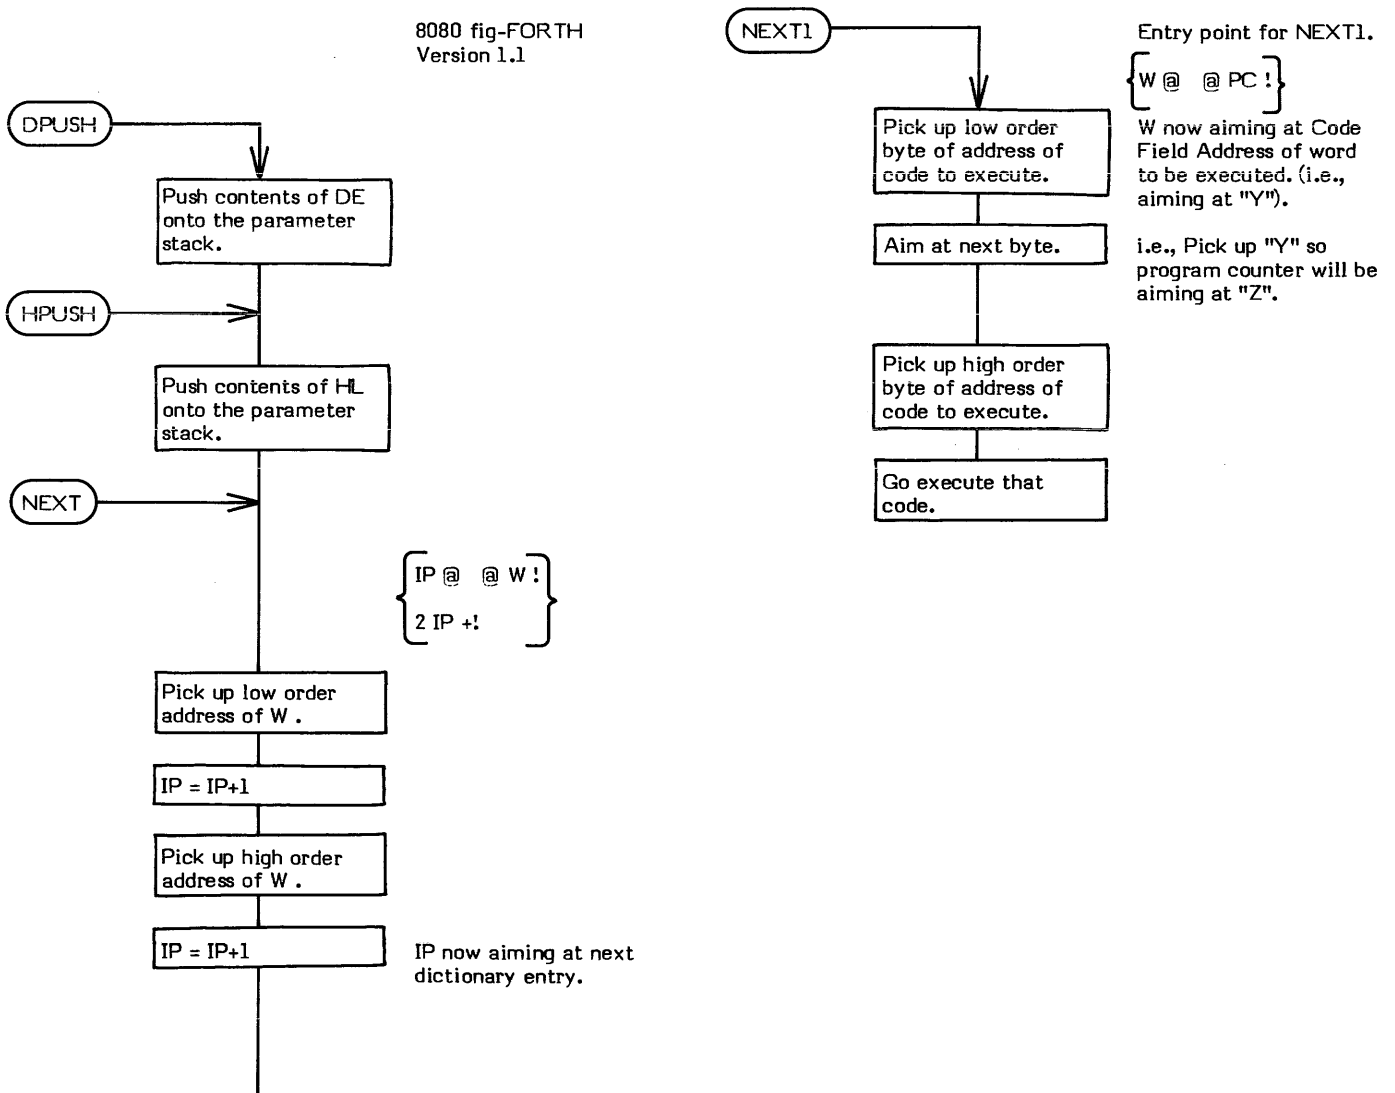 8080 fig-FORTH
Version 1.1
DPUSH
Push contents of DE
onto the parameter
stack.
HPUSH
Push contents of HL
onto the parameter
stack.
NEXT
IP @ @ W !
2 IP +!
Pick up low order
address of W .
IP = IP+1
Pick up high order
address of W .
IP = IP+1
IP now aiming at next
dictionary entry.
NEXT1
Entry point for NEXT1.
W @ @ PC !
Pick up low order
byte of address of
code to execute.
W now aiming at Code
Field Address of word
to be executed. (i.e.,
aiming at "Y").
Aim at next byte.
i.e., Pick up "Y" so
program counter will be
aiming at "Z".
Pick up high order
byte of address of
code to execute.
Go execute that
code.